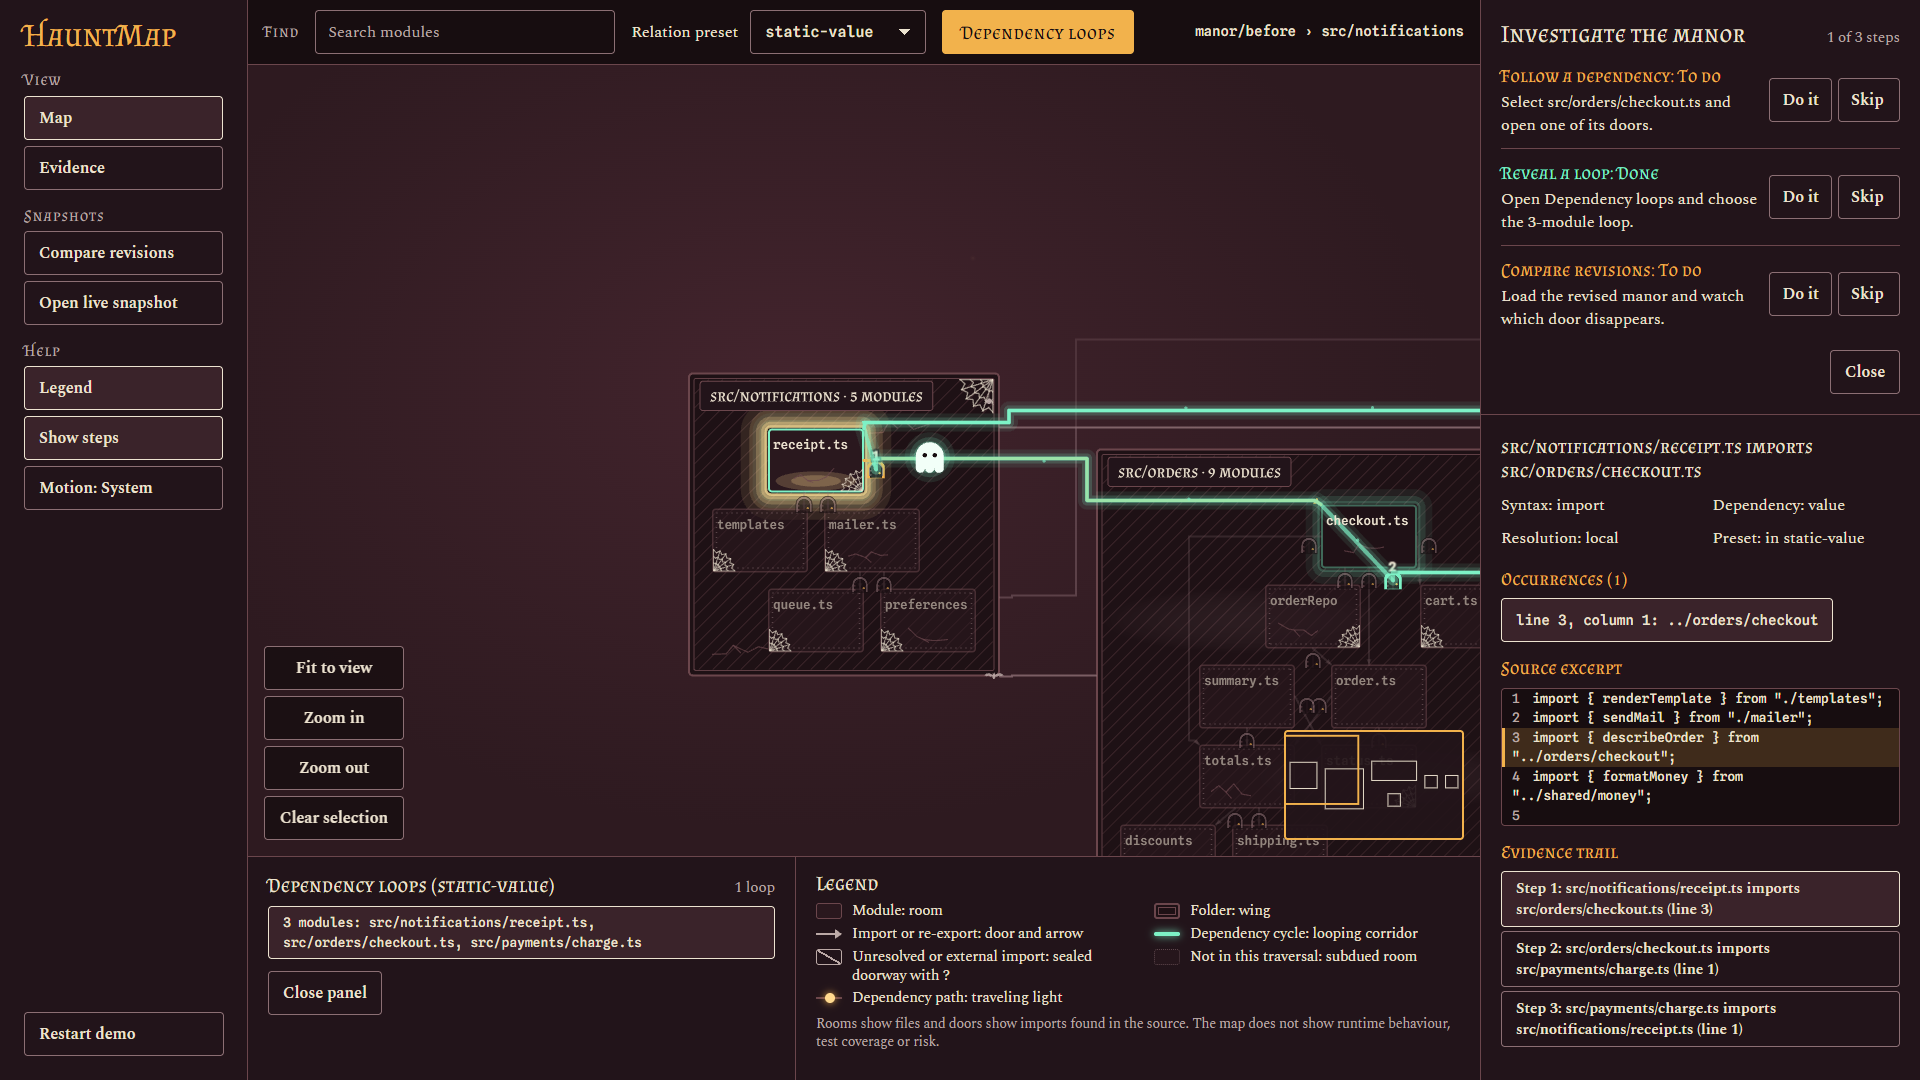 HauntMap
View
Map
Evidence
Snapshots
Compare revisions
Open live snapshot
Help
Legend
Show steps
Motion: System
Restart demo
Find
Search modules
Relation preset
static-value
Dependency loops
manor/before › src/notifications
src/notifications · 5 modules
receipt.ts
1
templates
mailer.ts
queue.ts
preferences
src/orders · 9 modules
checkout.ts
2
orderRepo
cart.ts
summary.ts
order.ts
totals.ts
discounts
shipping.ts
Fit to view
Zoom in
Zoom out
Clear selection
Dependency loops (static-value)
1 loop
3 modules: src/notifications/receipt.ts,
src/orders/checkout.ts, src/payments/charge.ts
Close panel
Legend
Module: room
Folder: wing
Import or re-export: door and arrow
Dependency cycle: looping corridor
Unresolved or external import: sealed
doorway with ?
Not in this traversal: subdued room
Dependency path: traveling light
Rooms show files and doors show imports found in the source. The map does not show runtime behaviour,
test coverage or risk.
Investigate the manor
1 of 3 steps
Follow a dependency: To do
Select src/orders/checkout.ts and
open one of its doors.
Do it
Skip
Reveal a loop: Done
Open Dependency loops and choose
the 3-module loop.
Do it
Skip
Compare revisions: To do
Load the revised manor and watch
which door disappears.
Do it
Skip
Close
src/notifications/receipt.ts imports
src/orders/checkout.ts
Syntax: import
Dependency: value
Resolution: local
Preset: in static-value
Occurrences (1)
line 3, column 1: ../orders/checkout
Source excerpt
1 import { renderTemplate } from "./templates";
2 import { sendMail } from "./mailer";
3 import { describeOrder } from
"../orders/checkout";
4 import { formatMoney } from
"../shared/money";
5
Evidence trail
Step 1: src/notifications/receipt.ts imports
src/orders/checkout.ts (line 3)
Step 2: src/orders/checkout.ts imports
src/payments/charge.ts (line 1)
Step 3: src/payments/charge.ts imports
src/notifications/receipt.ts (line 1)